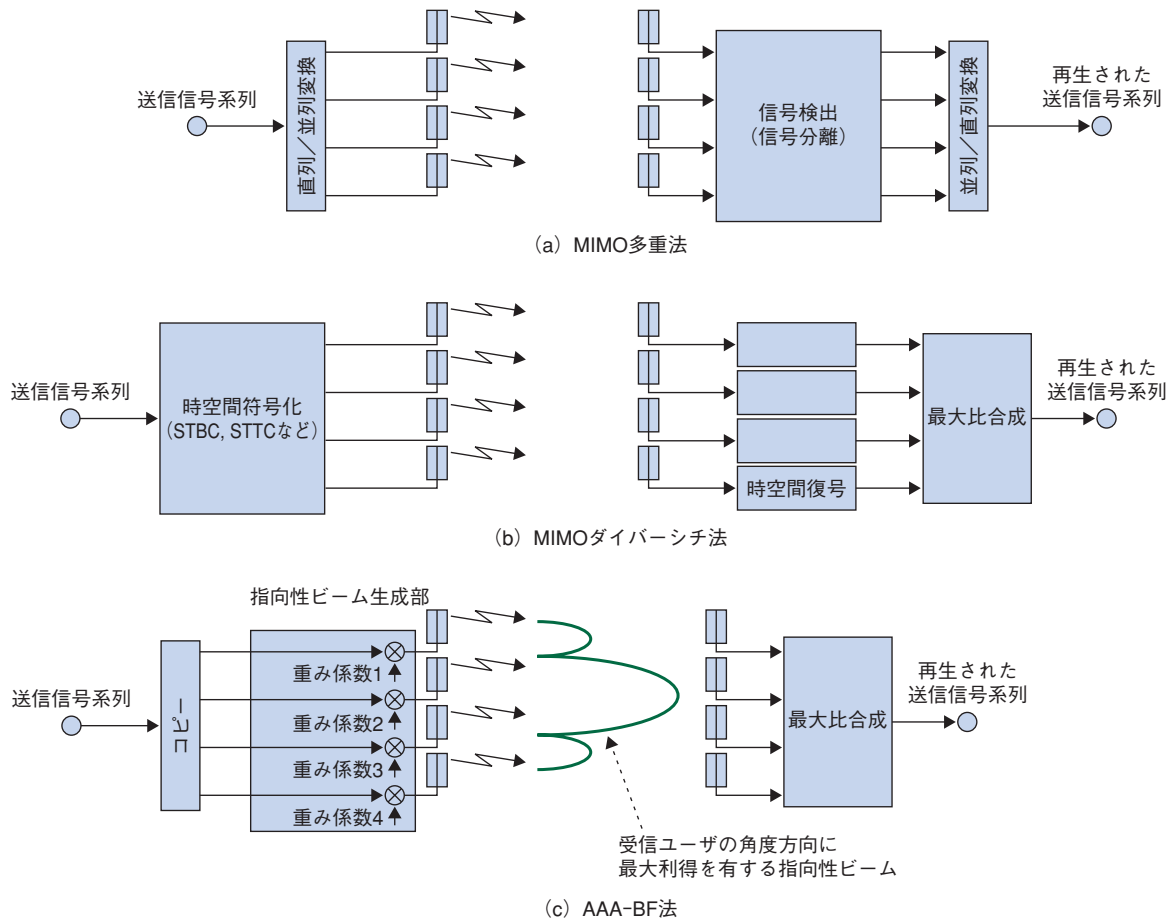 送信信号系列
直列／並列変換
信号検出
（信号分離）
並列／直列変換
再生された
送信信号系列
（a）MIMO多重法
送信信号系列
時空間符号化
（STBC, STTCなど）
時空間復号
最大比合成
再生された
送信信号系列
（b）MIMOダイバーシチ法
指向性ビーム生成部
送信信号系列
コピー
重み係数1
重み係数2
重み係数3
重み係数4
最大比合成
再生された
送信信号系列
受信ユーザの角度方向に
最大利得を有する指向性ビーム
（c）AAA-BF法